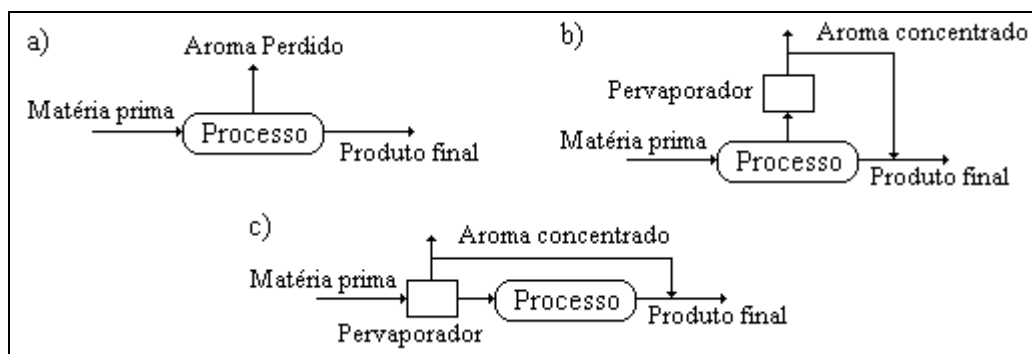 a)
Aroma Perdido
Matéria prima
Processo
Produto final
b)
Aroma concentrado
Pervaporador
Matéria prima
Processo
Produto final
c)
Aroma concentrado
Matéria prima
Processo
Produto final
Pervaporador